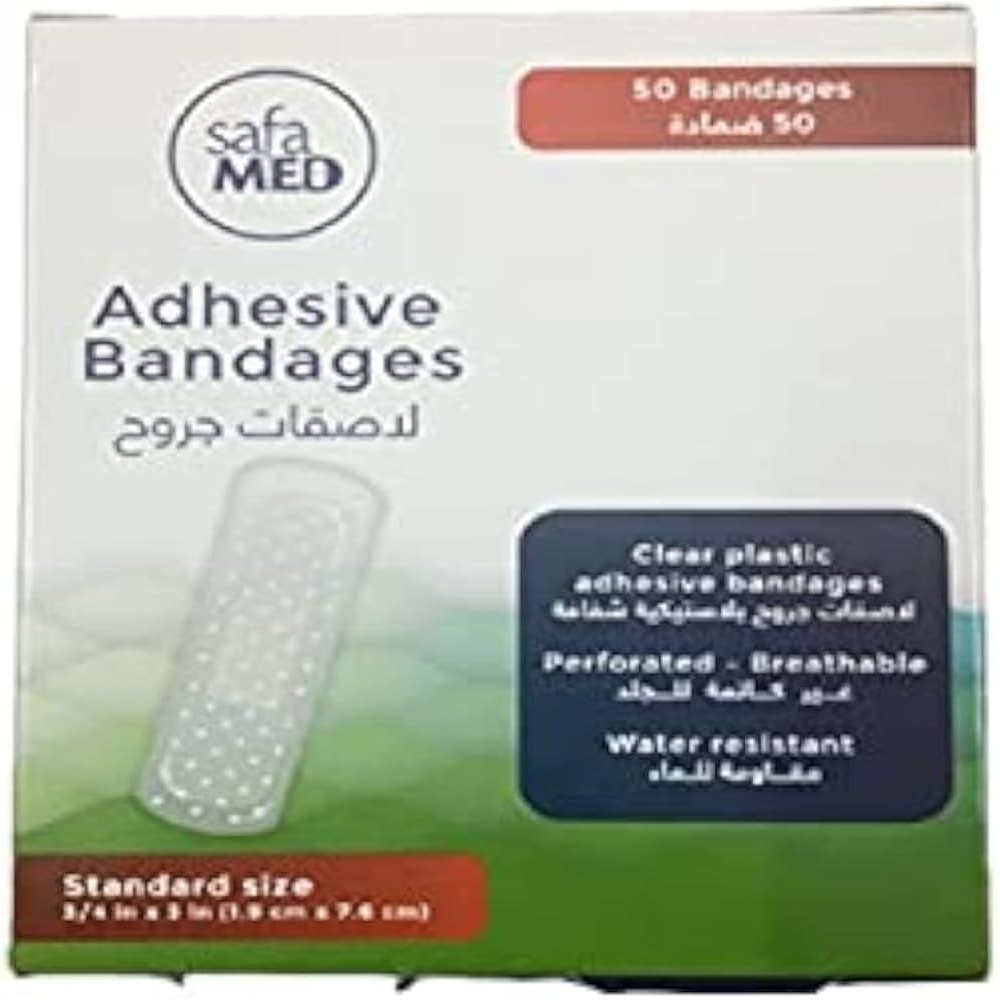 safa
MED
50 Bandages
50 ضمادة
Adhesive
Bandages
لاصقات جروح
Clear plastic
adhesive bandages
لاصقات جروح بلاستيكية شفافة
Perforated - Breathable
غير كاتمة للجلد
Water resistant
مقاومة للماء
Standard size
3/4 in x 3 in (1.9 cm x 7.6 cm)